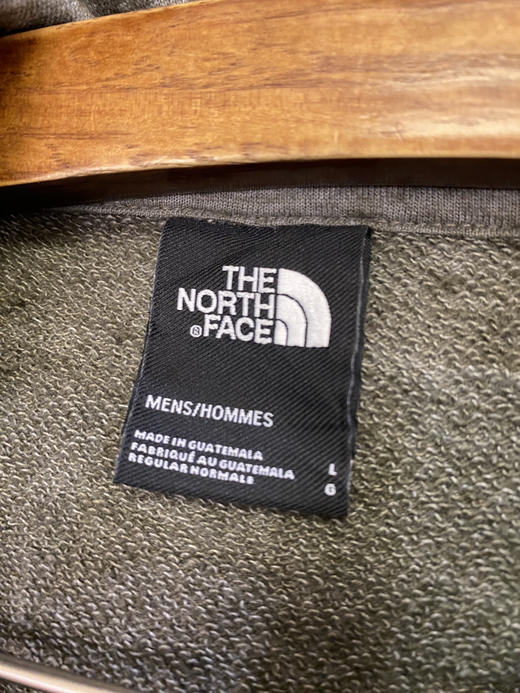 THE
NORTH
® FACE
MENS/HOMMES
MADE IN GUATEMALA
FABRIQUÉ AU GUATEMALA
REGULAR NORMALE
L
G